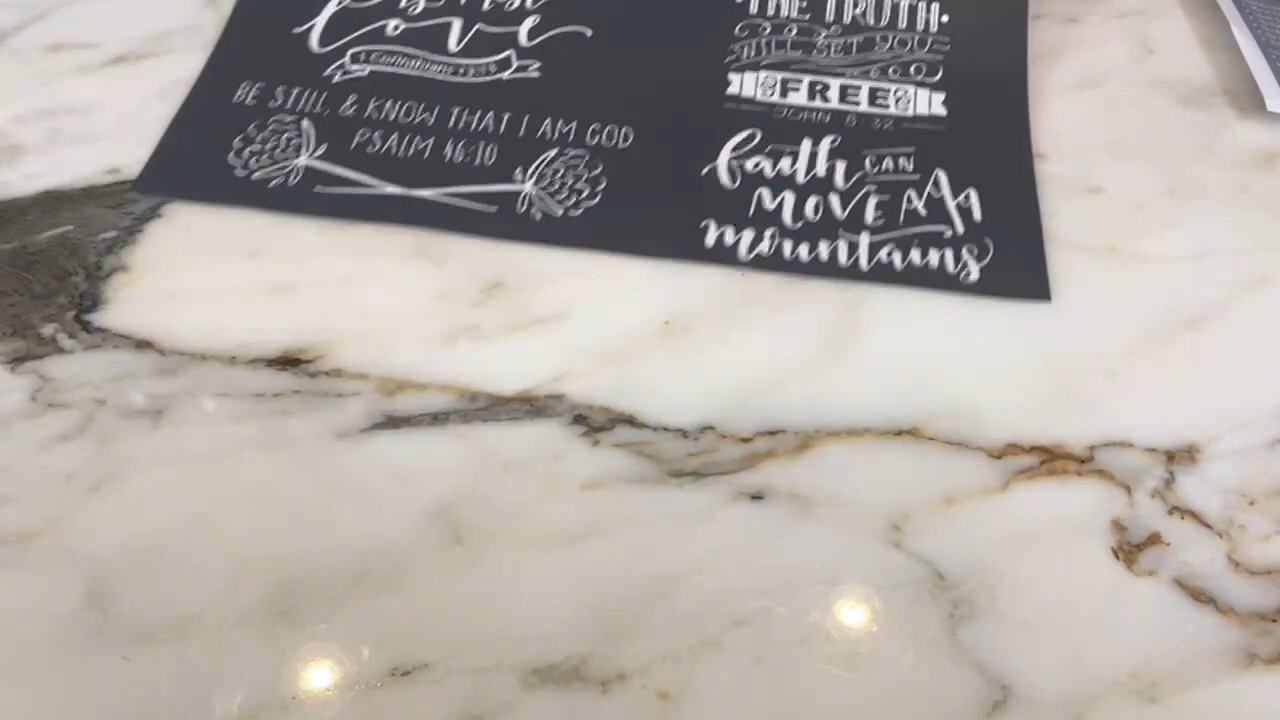 love
BE STILL & KNOW THAT I AM GOD
PSALM 46:10
•THE TRUTH•
WILL SET YOU
FREE
JOHN 8:32
faith CAN
MOVE
mountains